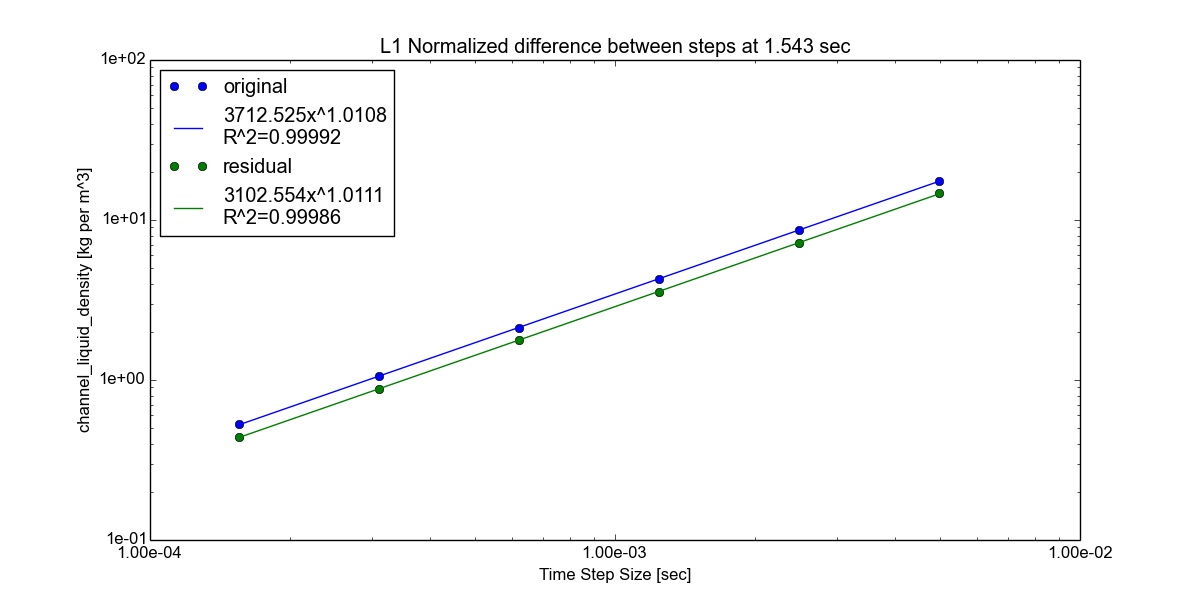 L1 Normalized difference between steps at 1.543 sec
1e+02
original
3712.525x^1.0108
R^2=0.99992
residual
3102.554x^1.0111
R^2=0.99986
channel_liquid_density [kg per m^3]
1e+01
1e+00
1e-01
1.00e-04
1.00e-03
1.00e-02
Time Step Size [sec]